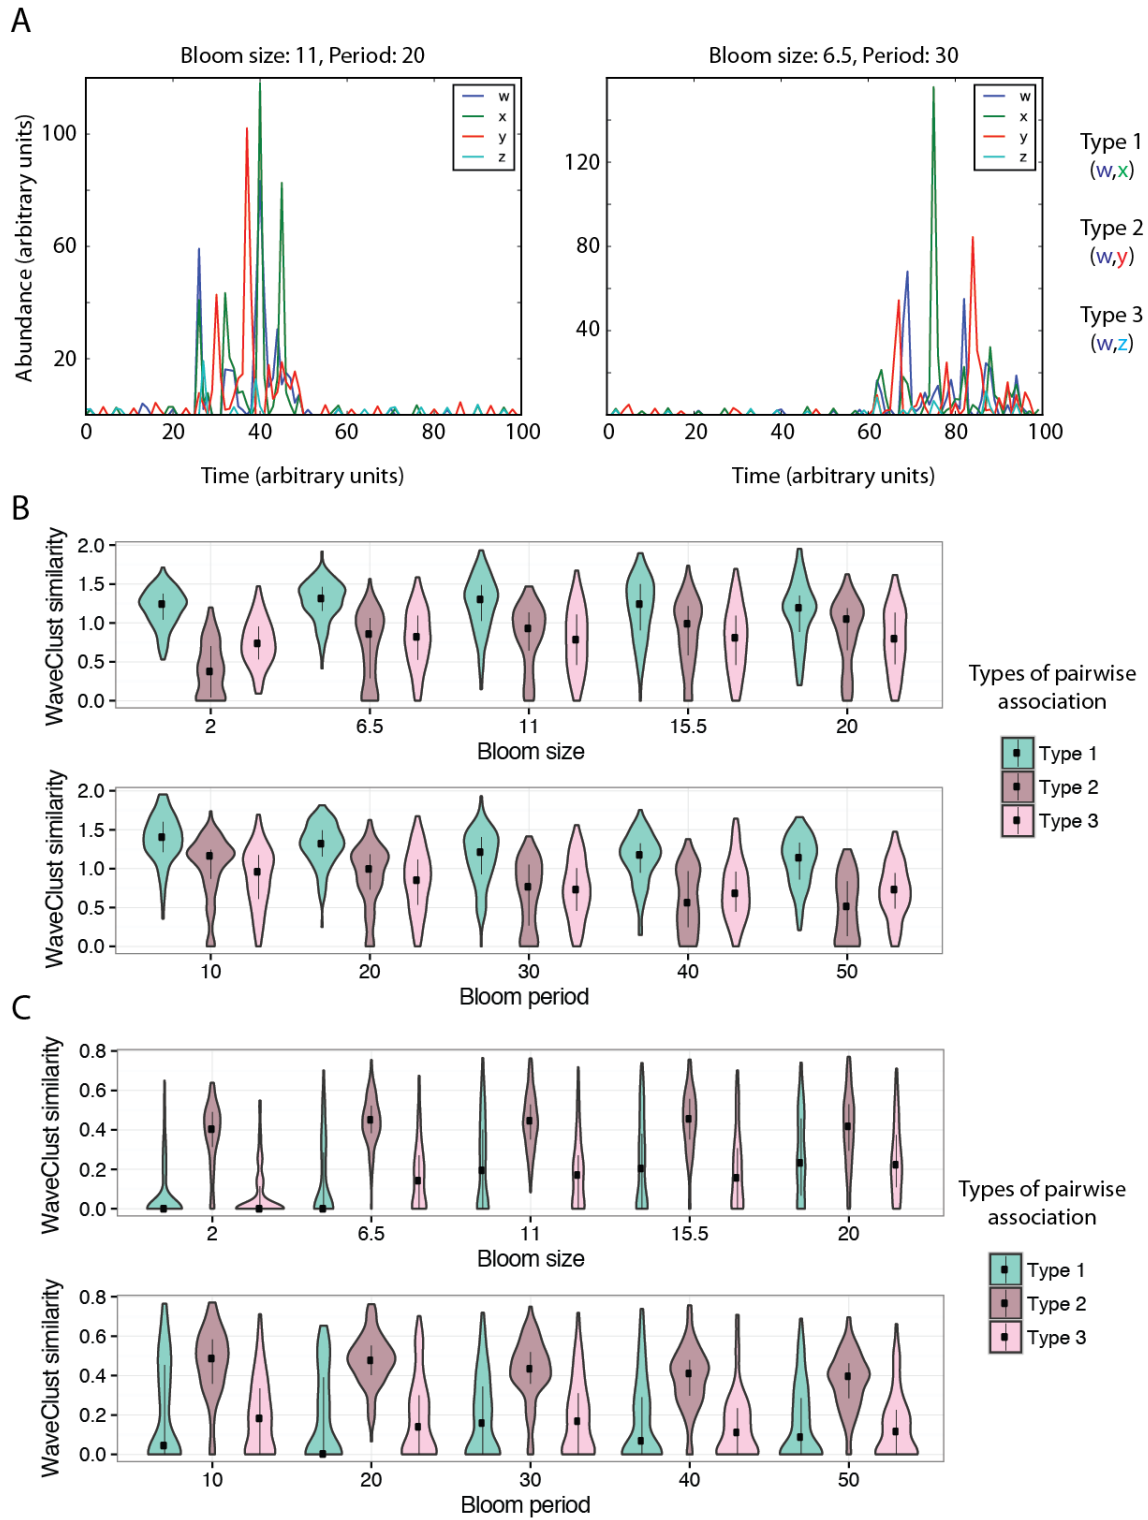 A
Bloom size: 11, Period: 20
Bloom size: 6.5, Period: 30
Abundance (arbitrary units)
100
60
20
w
x
y
z
0 20 40 60 80 100
Time (arbitrary units)
120
80
40
w
x
y
z
0 20 40 60 80 100
Time (arbitrary units)
Type 1
(w,x)
Type 2
(w,y)
Type 3
(w,z)
B
WaveClust similarity
2.0
1.5
1.0
0.5
0.0
2 6.5 11 15.5 20
Bloom size
WaveClust similarity
2.0
1.5
1.0
0.5
0.0
10 20 30 40 50
Bloom period
Types of pairwise
association
Type 1
Type 2
Type 3
C
WaveClust similarity
0.8
0.6
0.4
0.2
0.0
2 6.5 11 15.5 20
Bloom size
WaveClust similarity
0.8
0.6
0.4
0.2
0.0
10 20 30 40 50
Bloom period
Types of pairwise
association
Type 1
Type 2
Type 3